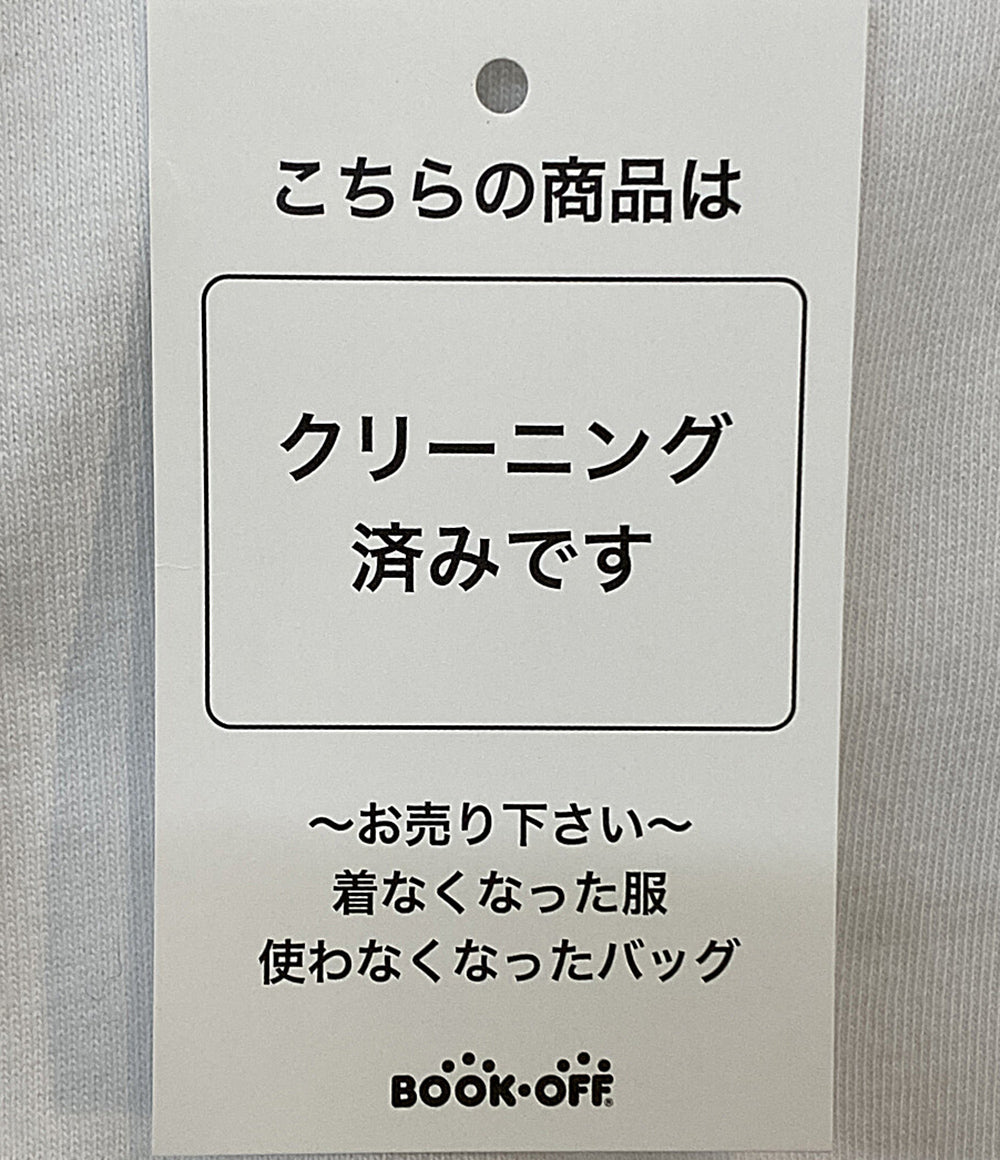 こちらの商品は
クリーニング
済みです
～お売り下さい～
着なくなった服
使わなくなったバッグ
BOOK・OFF®